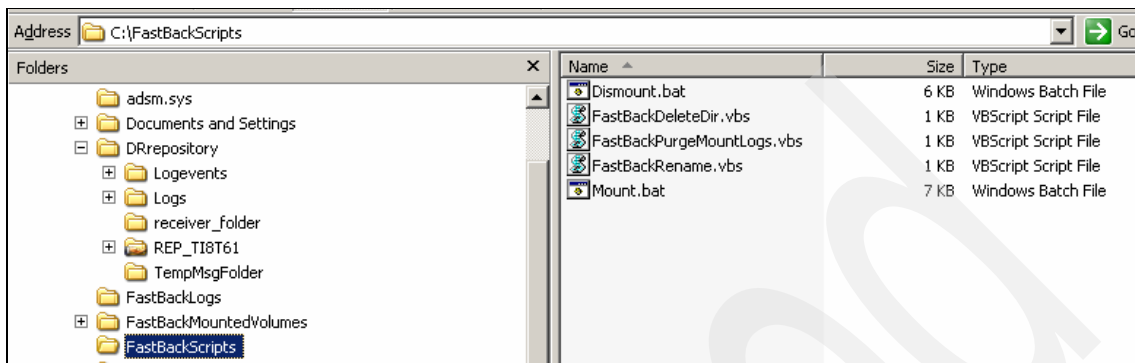 Address C:\FastBackScripts Go
Folders x
adsm.sys
Documents and Settings
DRrepository
Logevents
Logs
receiver_folder
REP_TI8T61
TempMsgFolder
FastBackLogs
FastBackMountedVolumes
FastBackScripts
Name Size Type
Dismount.bat 6 KB Windows Batch File
FastBackDeleteDir.vbs 1 KB VBScript Script File
FastBackPurgeMountLogs.vbs 1 KB VBScript Script File
FastBackRename.vbs 1 KB VBScript Script File
Mount.bat 7 KB Windows Batch File